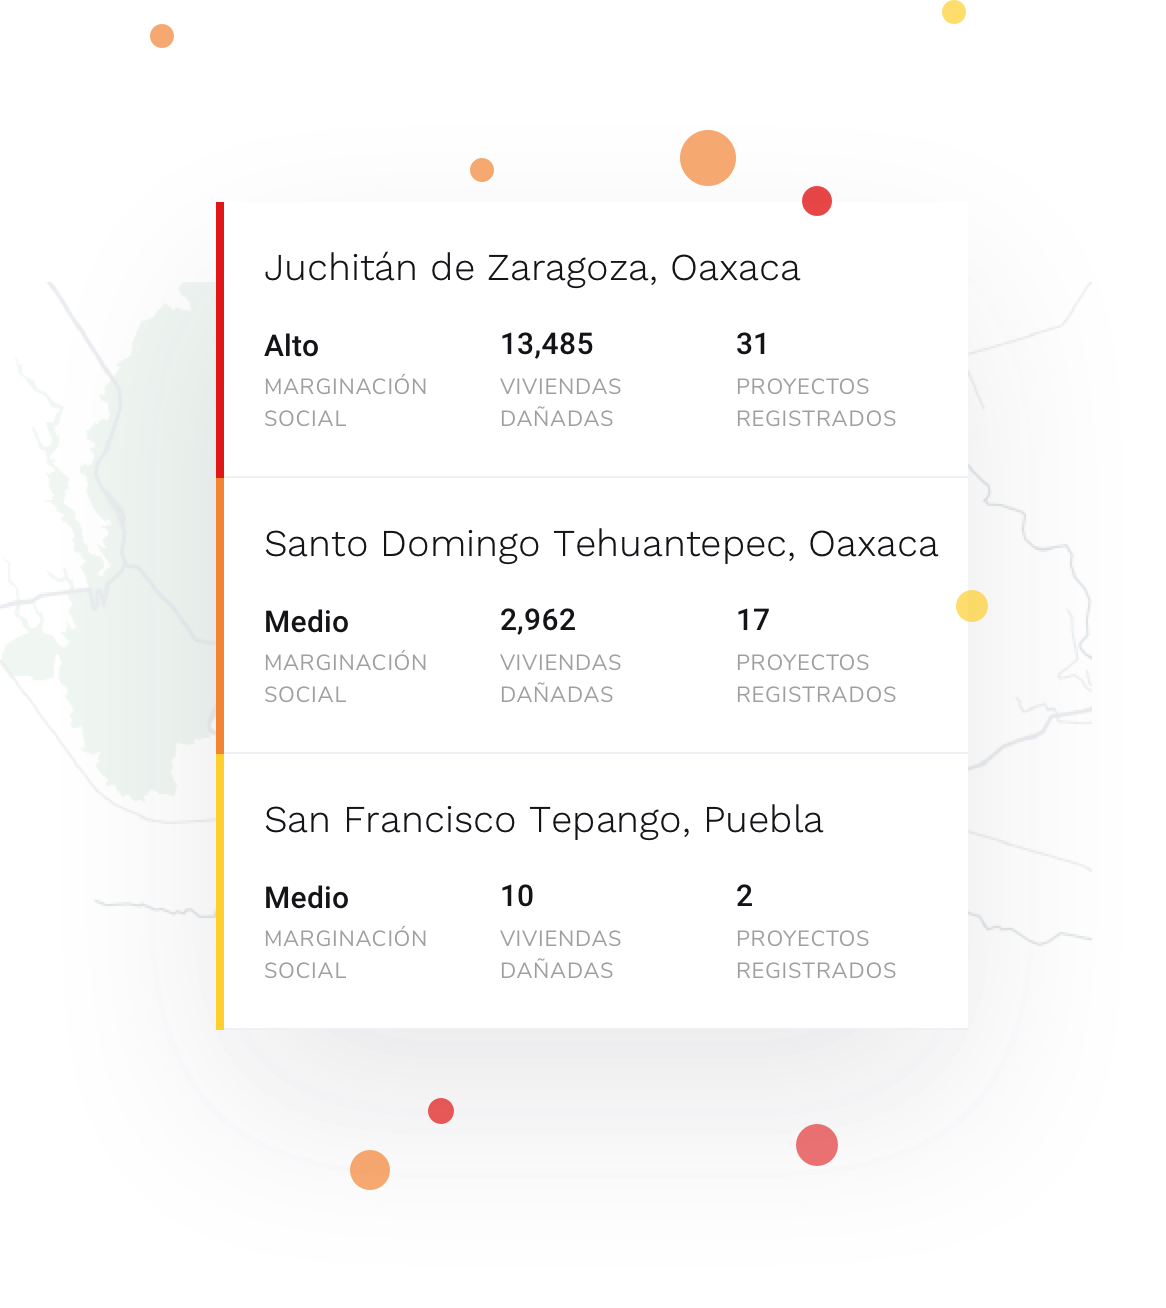 Juchitán de Zaragoza, Oaxaca
Alto 13,485 31
MARGINACIÓN VIVIENDAS PROYECTOS
SOCIAL DAÑADAS REGISTRADOS
Santo Domingo Tehuantepec, Oaxaca
Medio 2,962 17
MARGINACIÓN VIVIENDAS PROYECTOS
SOCIAL DAÑADAS REGISTRADOS
San Francisco Tepango, Puebla
Medio 10 2
MARGINACIÓN VIVIENDAS PROYECTOS
SOCIAL DAÑADAS REGISTRADOS